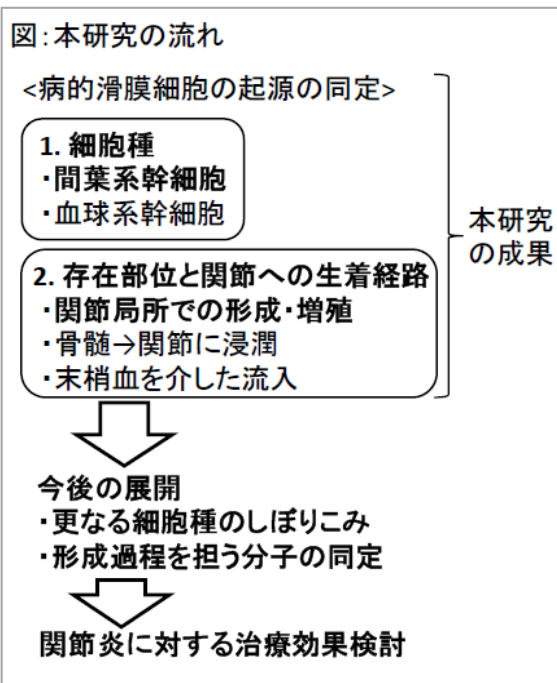 図：本研究の流れ
<病的滑膜細胞の起源の同定>
1. 細胞種
・間葉系幹細胞
・血球系幹細胞
2. 存在部位と関節への生着経路
・関節局所での形成・増殖
・骨髄→関節に浸潤
・末梢血を介した流入
本研究
の成果
今後の展開
・更なる細胞種のしぼりこみ
・形成過程を担う分子の同定
関節炎に対する治療効果検討